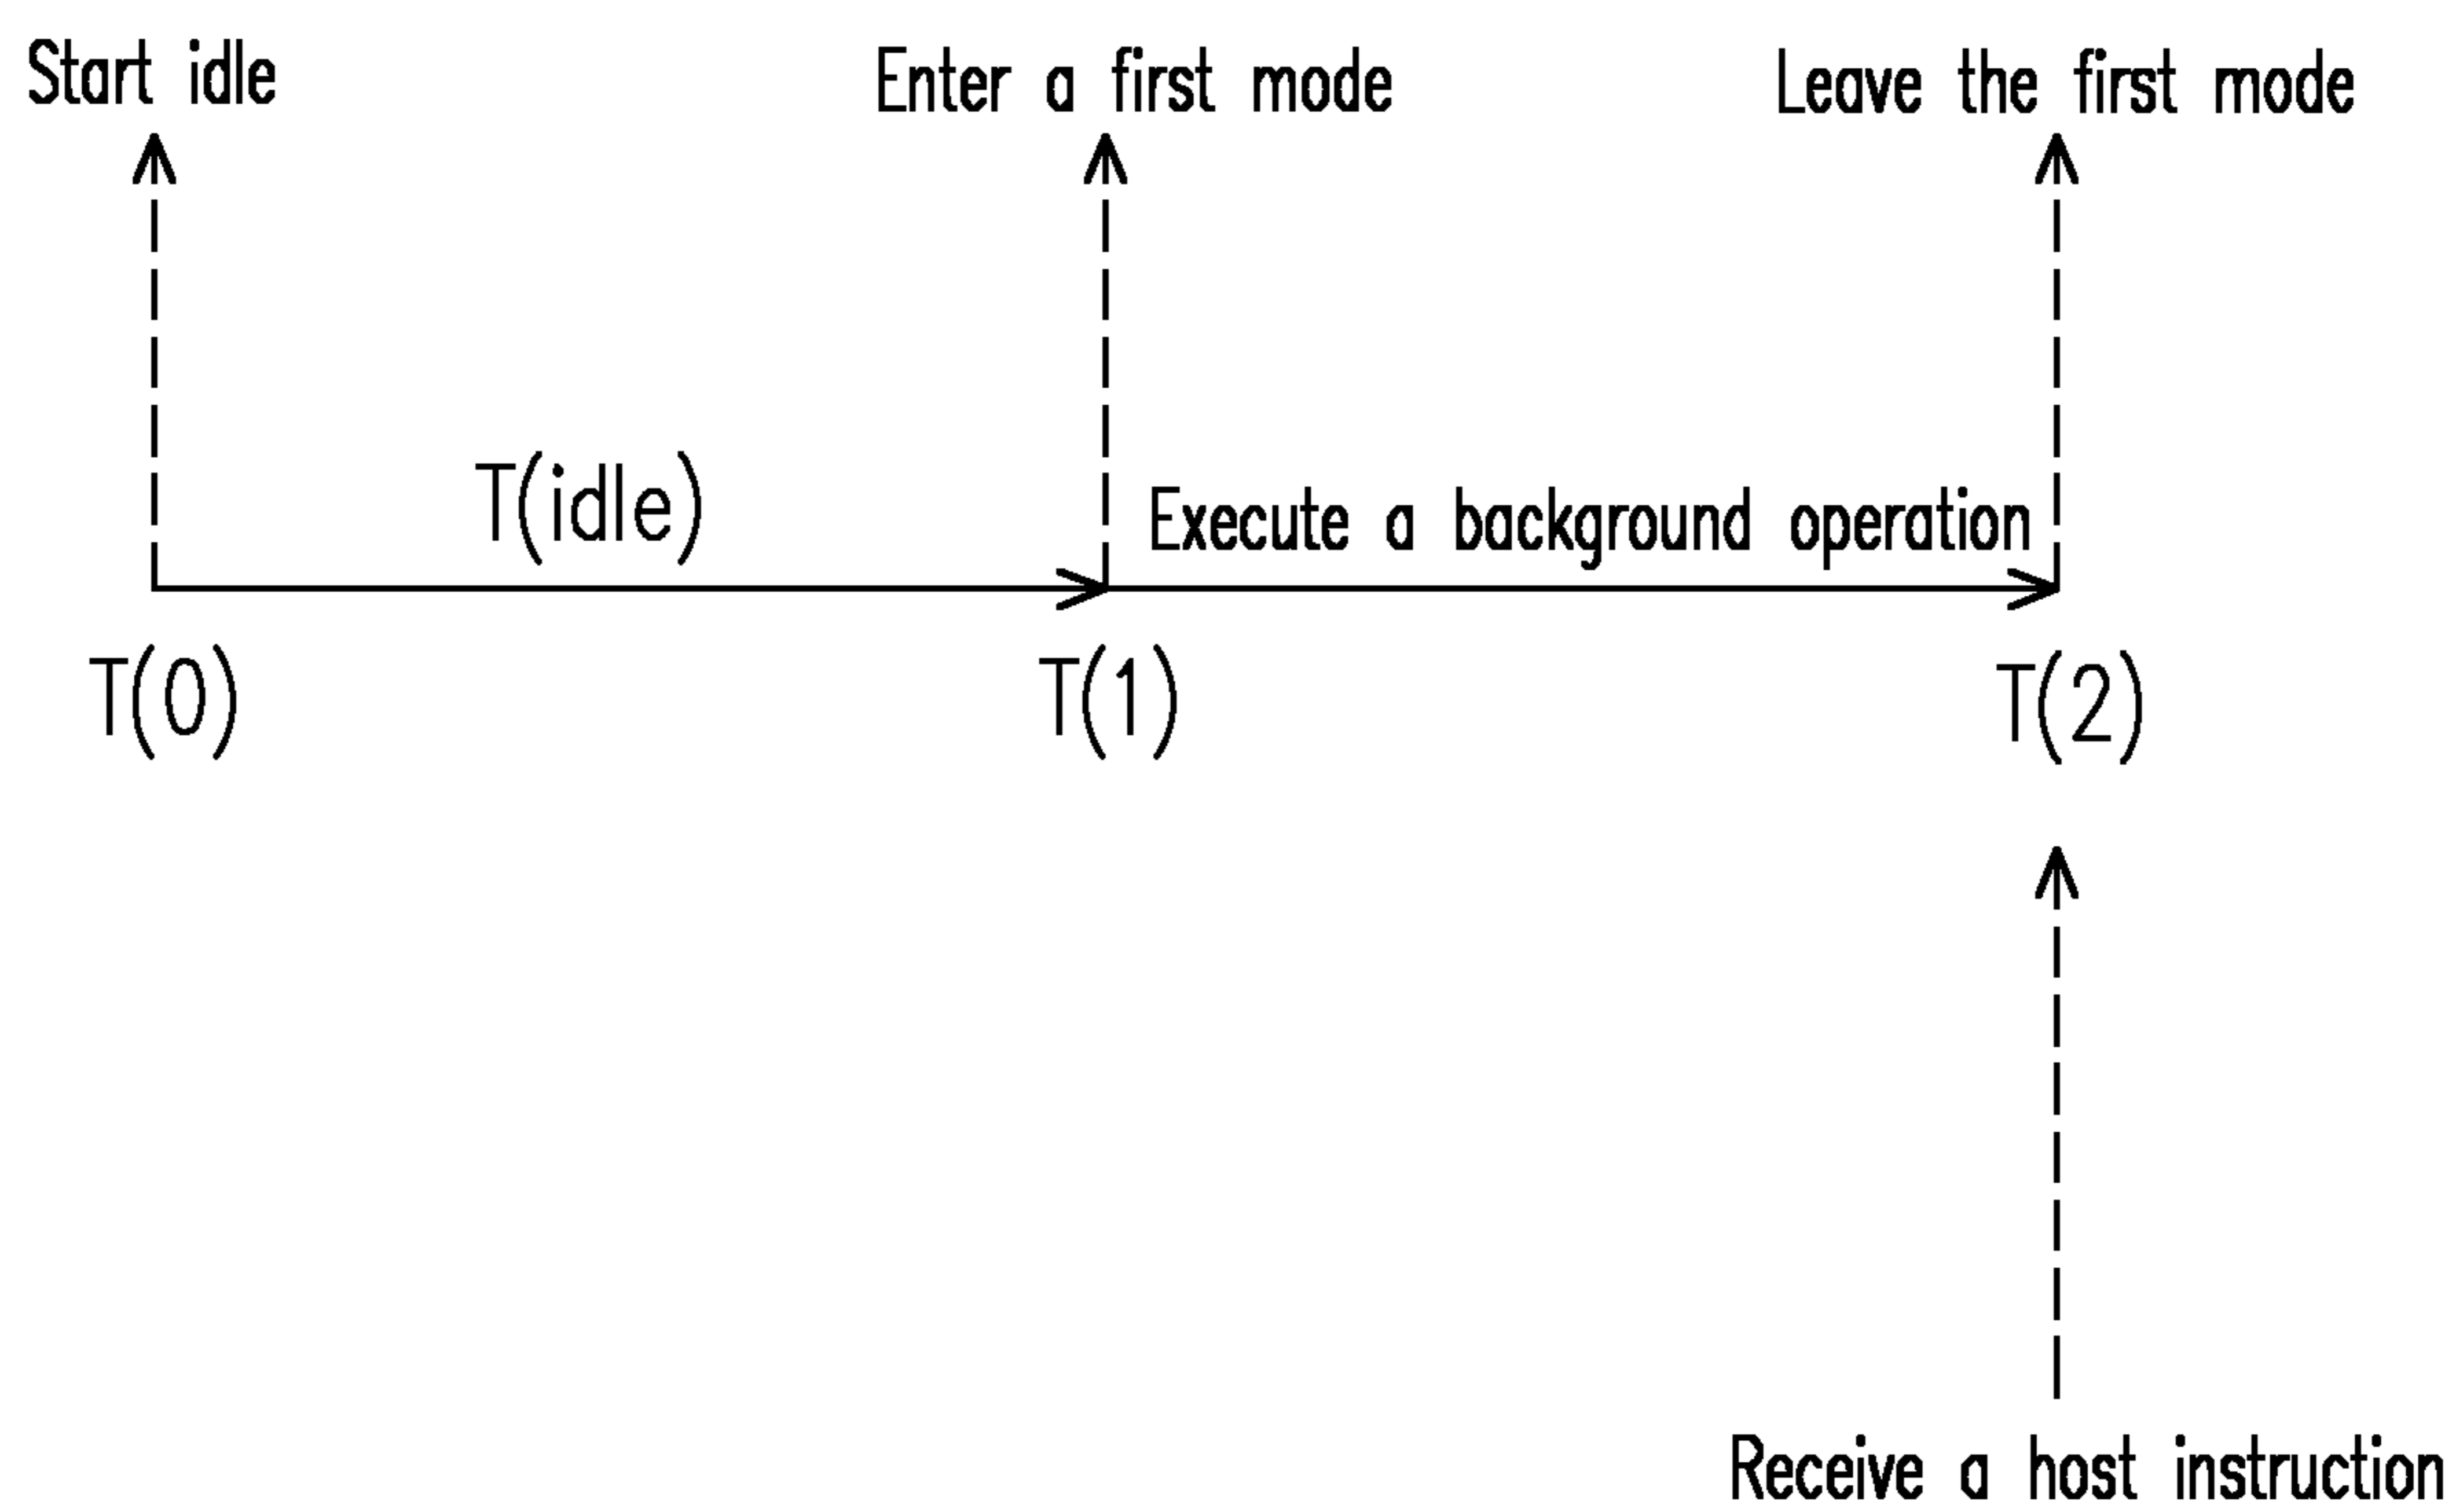 Start idle
Enter a first mode
Leave the first mode
T(idle)
Execute a background operation
T(0)
T(1)
T(2)
Receive a host instruction